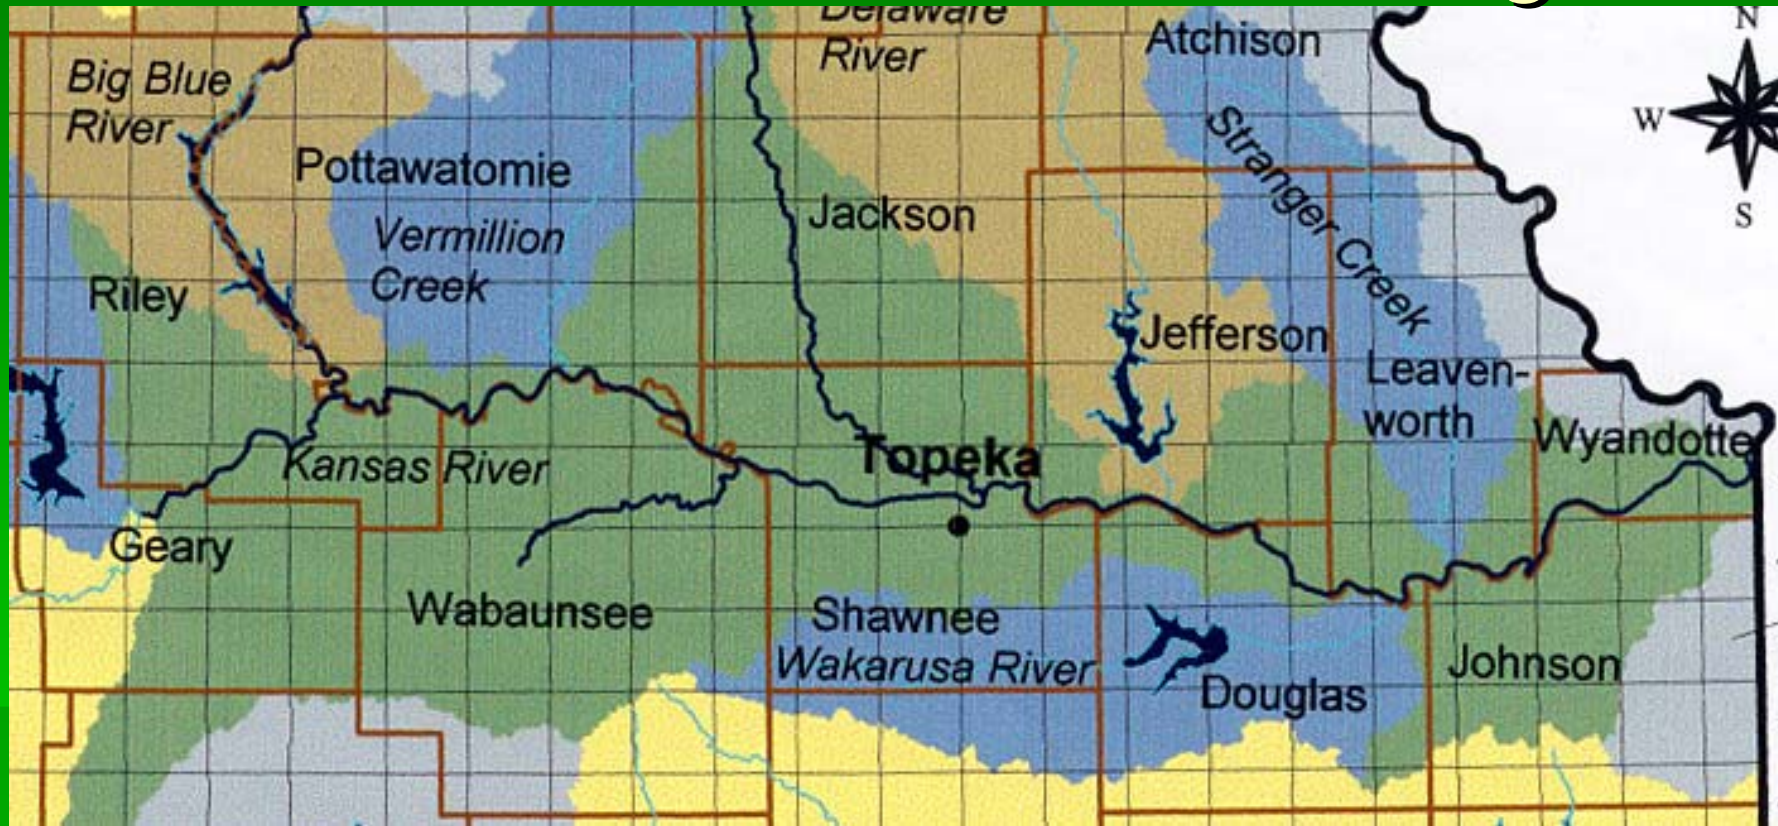 Delaware
River
Atchison
N
Big Blue
River
W
Stranger Creek
Pottawatomie
S
Jackson
Vermillion
Creek
Riley
Jefferson
Leaven-
worth
Wyandotte
Topeka
Kansas River
Geary
Wabaunsee
Shawnee
Wakarusa River
Johnson
Douglas